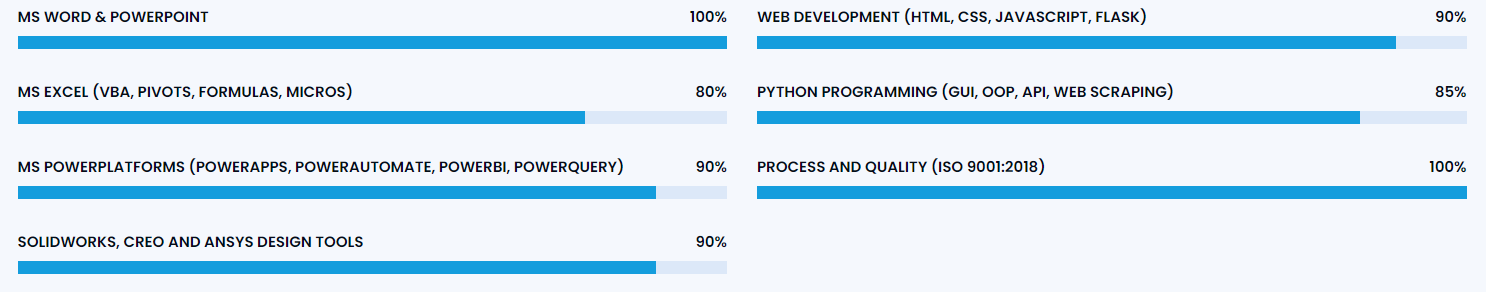 MS WORD & POWERPOINT 100%
MS EXCEL (VBA, PIVOTS, FORMULAS, MICROS) 80%
MS POWERPLATFORMS (POWERAPPS, POWERAUTOMATE, POWERBI, POWERQUERY) 90%
SOLIDWORKS, CREO AND ANSYS DESIGN TOOLS 90%
WEB DEVELOPMENT (HTML, CSS, JAVASCRIPT, FLASK) 90%
PYTHON PROGRAMMING (GUI, OOP, API, WEB SCRAPING) 85%
PROCESS AND QUALITY (ISO 9001:2018) 100%